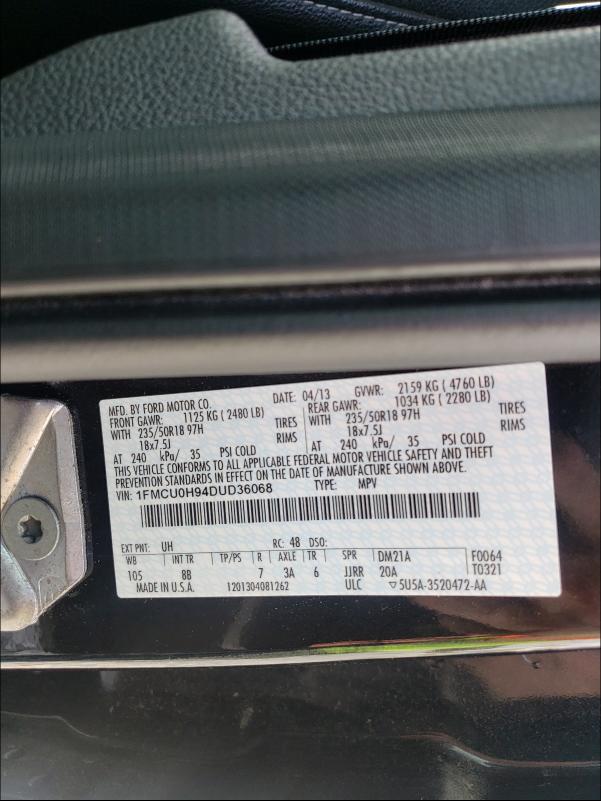 MFD. BY FORD MOTOR CO.
DATE: 04/13 GVWR: 2159 KG ( 4760 LB)
FRONT GAWR: 1125 KG ( 2480 LB) REAR GAWR: 1034 KG ( 2280 LB)
WITH 235/50R18 97H TIRES WITH 235/50R18 97H TIRES
18x7.5J RIMS 18x7.5J RIMS
AT 240 kPa/ 35 PSI COLD AT 240 kPa/ 35 PSI COLD
THIS VEHICLE CONFORMS TO ALL APPLICABLE FEDERAL MOTOR VEHICLE SAFETY AND THEFT
PREVENTION STANDARDS IN EFFECT ON THE DATE OF MANUFACTURE SHOWN ABOVE.
VIN: 1FMCU0H94DUD36068 TYPE: MPV
EXT PNT: UH RC: 48 DSO:
WB INT TR TP/PS R AXLE TR SPR DM21A F0064
105 8B 7 3A 6 JJRR 20A T0321
MADE IN U.S.A. 1201304081262 ULC ▽5U5A-3520472-AA